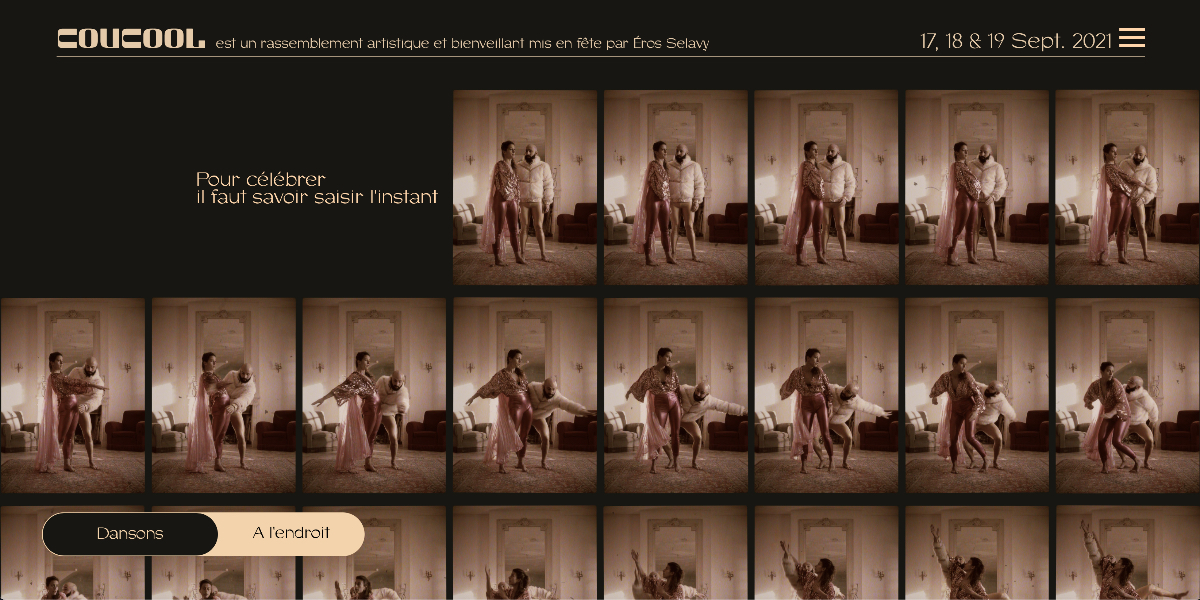 COUCOOL est un rassemblement artistique et bienveillant mis en fête par Éros Selavy
17, 18 & 19 Sept. 2021
Pour célébrer
il faut savoir saisir l'instant
Dansons
A l'endroit